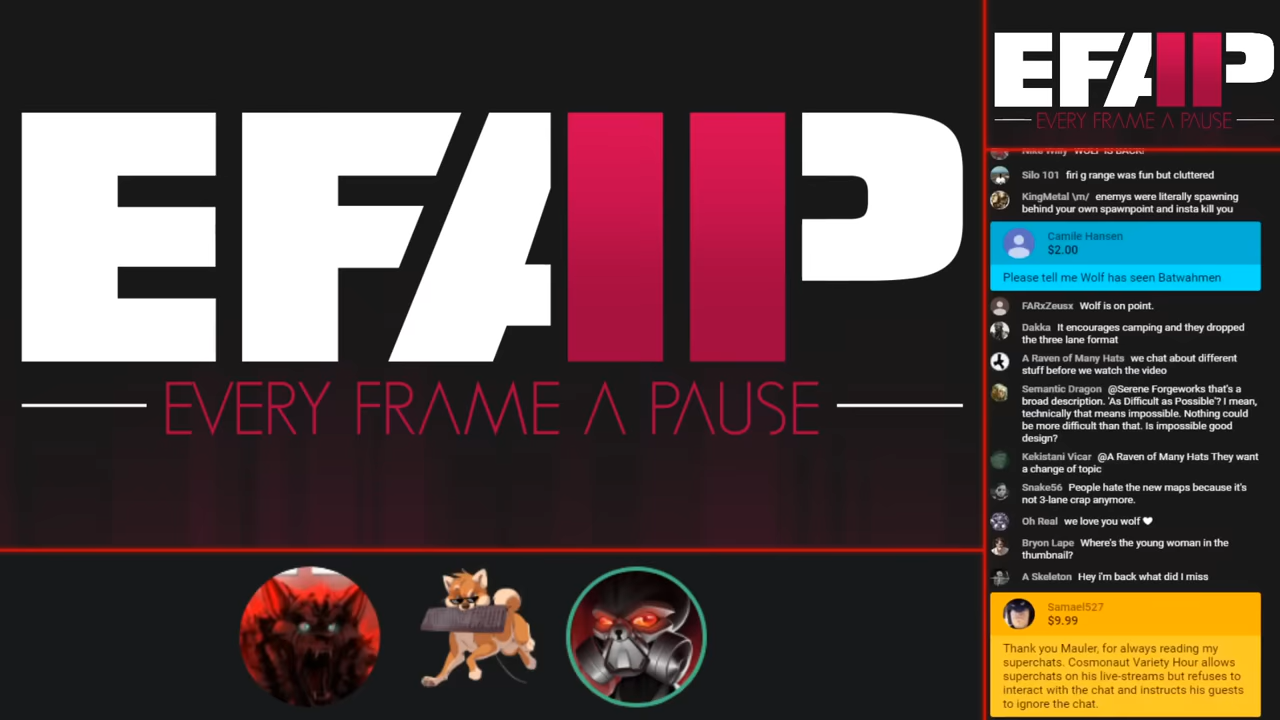 EFAP
EVERY FRAME A PAUSE
EFAP
EVERY FRAME A PAUSE
Nike Willy WOLF IS BACK!
Silo 101 firi g range was fun but cluttered
KingMetal \m/ enemys were literally spawning
behind your own spawnpoint and insta kill you
Camile Hansen
$2.00
Please tell me Wolf has seen Batwahmen
FARxZeusx Wolf is on point.
Dakka It encourages camping and they dropped
the three lane format
A Raven of Many Hats we chat about different
stuff before we watch the video
Semantic Dragon @Serene Forgeworks that's a
broad description. 'As Difficult as Possible'? I mean,
technically that means impossible. Nothing could
be more difficult than that. Is impossible good
design?
Kekistani Vicar @A Raven of Many Hats They want
a change of topic
Snake56 People hate the new maps because it's
not 3-lane crap anymore.
Oh Real we love you wolf ♥
Bryon Lape Where's the young woman in the
thumbnail?
A Skeleton Hey i'm back what did I miss
Samael527
$9.99
Thank you Mauler, for always reading my
superchats. Cosmonaut Variety Hour allows
superchats on his live-streams but refuses to
interact with the chat and instructs his guests
to ignore the chat.